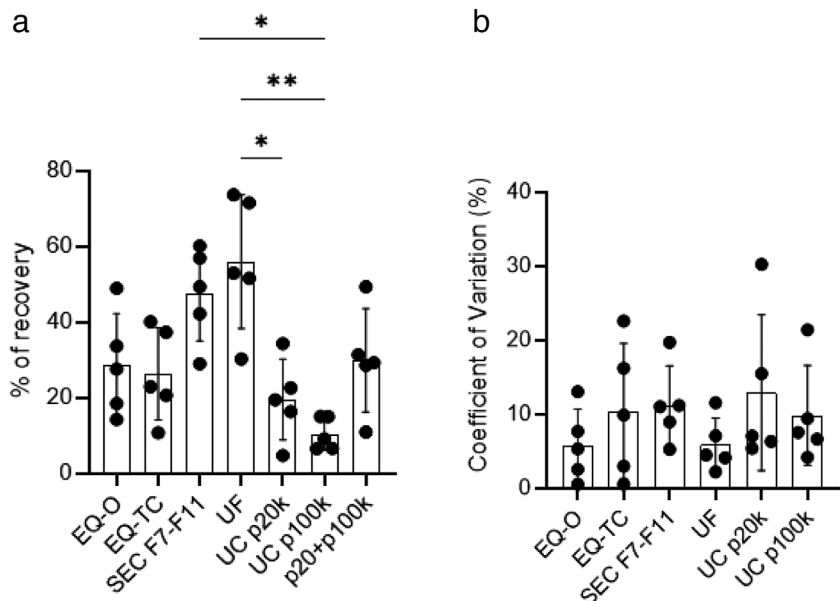 a
*
**
*
% of recovery
80
60
40
20
0
EQ-O
EQ-TC
SEC F7-F11
UF
UC p20k
UC p100k
p20+p100k
b
Coefficient of Variation (%)
40
30
20
10
0
EQ-O
EQ-TC
SEC F7-F11
UF
UC p20k
UC p100k